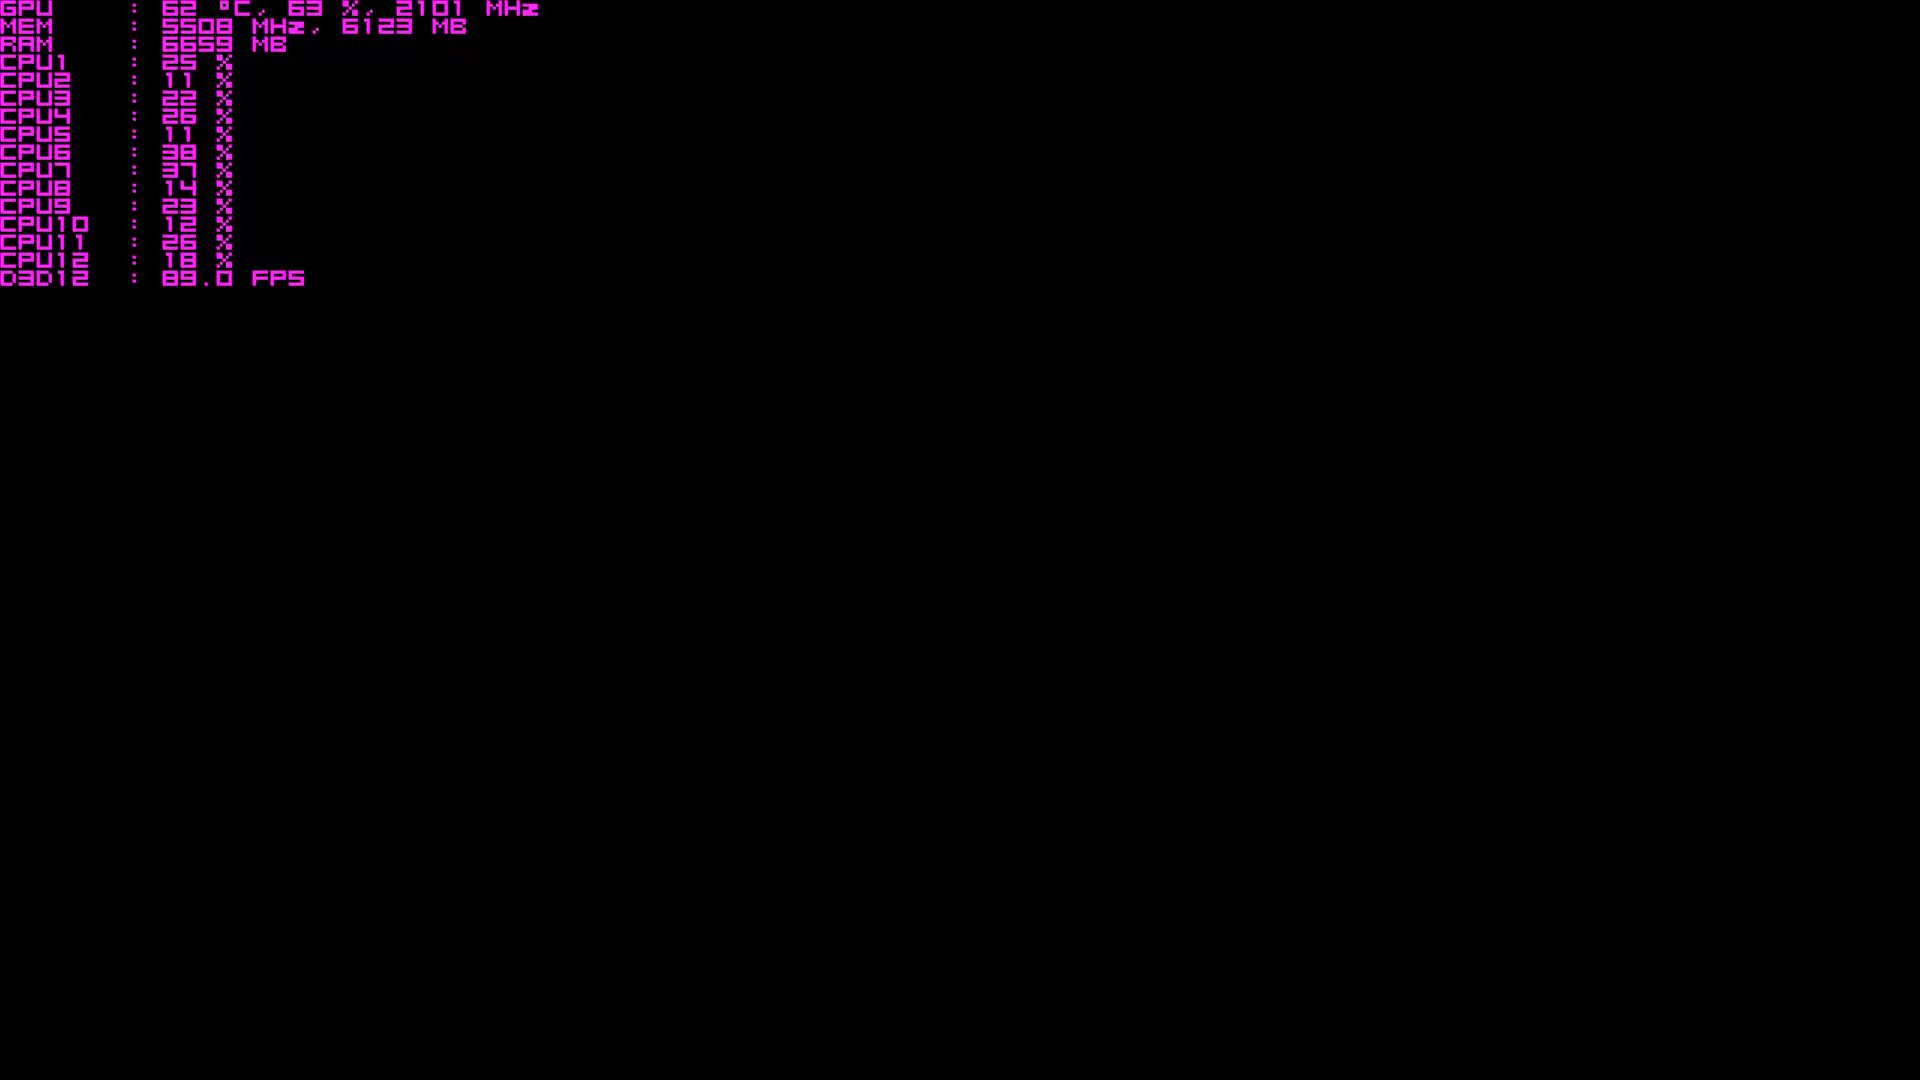 GPU : 62 °C, 63 %, 2101 MHz
MEM : 5508 MHz, 6123 MB
RAM : 6659 MB
CPU1 : 25 %
CPU2 : 11 %
CPU3 : 22 %
CPU4 : 26 %
CPU5 : 11 %
CPU6 : 38 %
CPU7 : 37 %
CPU8 : 14 %
CPU9 : 23 %
CPU10 : 12 %
CPU11 : 26 %
CPU12 : 18 %
D3D12 : 89.0 FPS